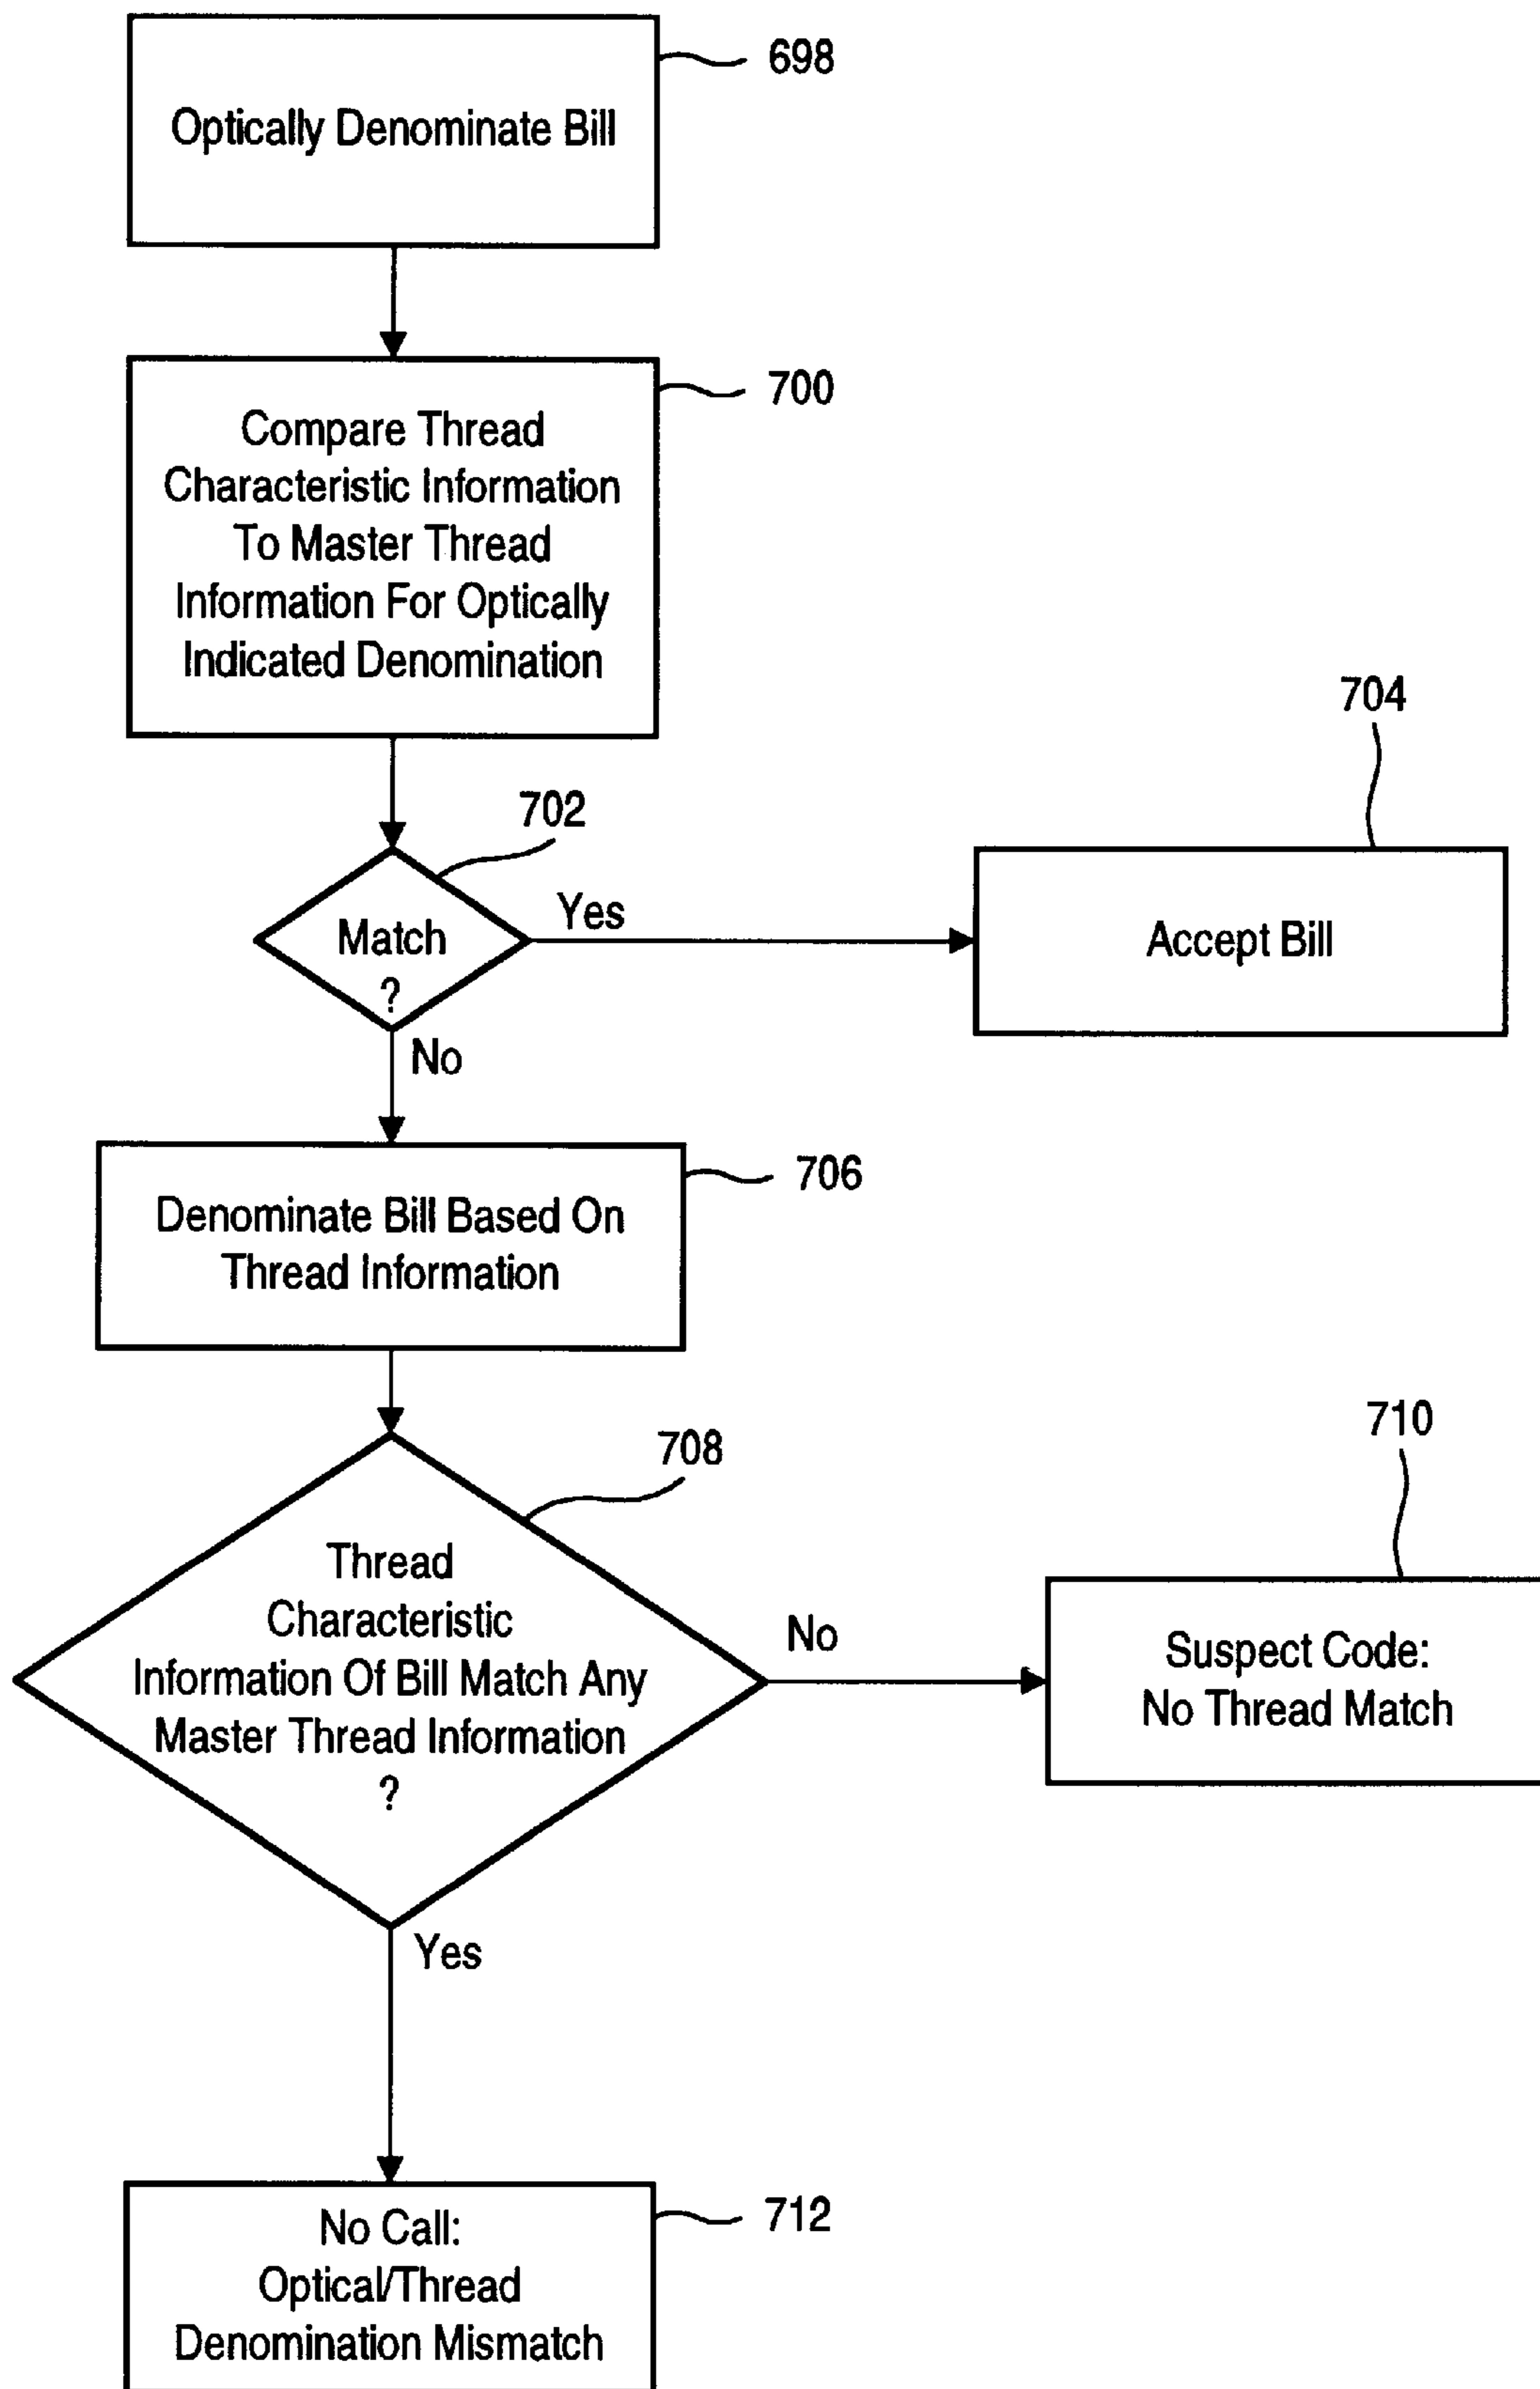 698
Optically Denominate Bill
700
Compare Thread
Characteristic Information
To Master Thread
Information For Optically
Indicated Denomination
704
702
Match
?
Yes
Accept Bill
No
706
Denominate Bill Based On
Thread Information
708
710
Thread
Characteristic
Information Of Bill Match Any
Master Thread Information
?
No
Suspect Code:
No Thread Match
Yes
712
No Call:
Optical/Thread
Denomination Mismatch